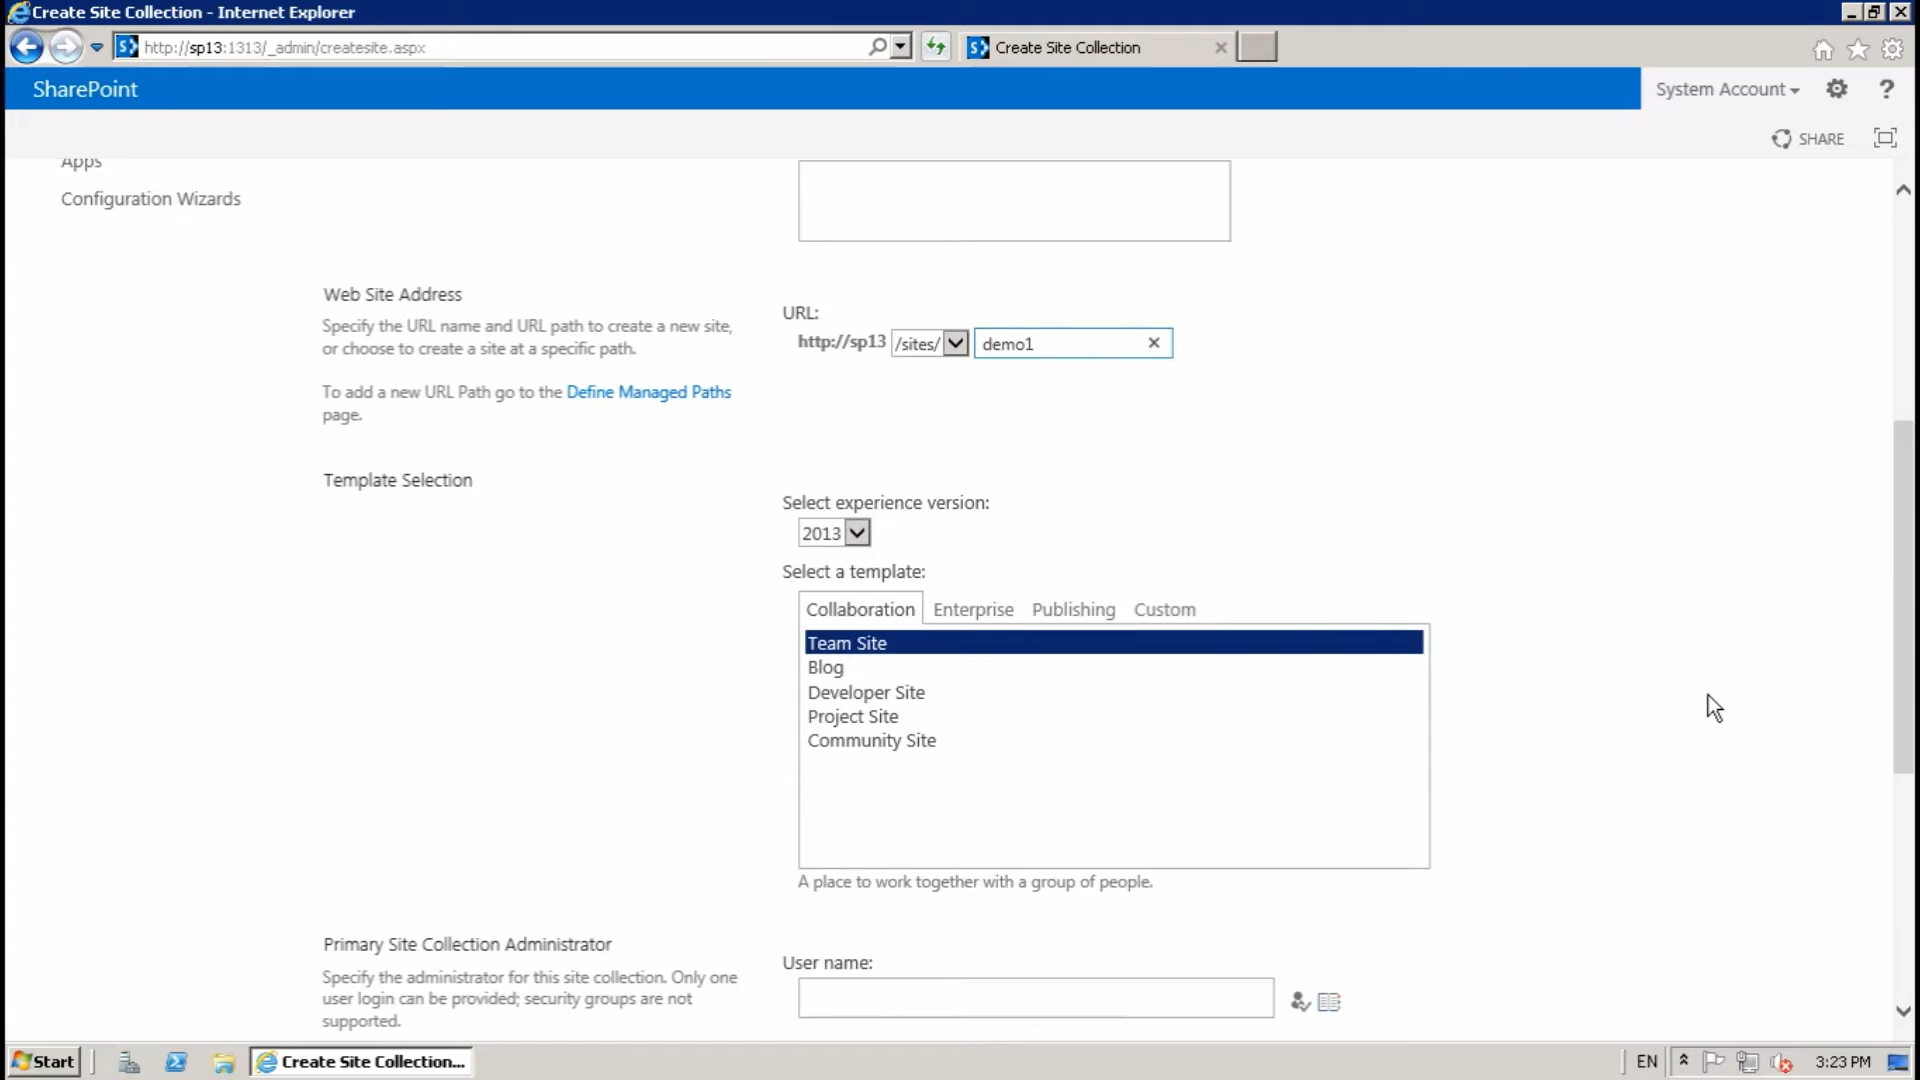 Create Site Collection - Internet Explorer
http://sp13:1313/_admin/createsite.aspx
Create Site Collection
SharePoint
System Account
?
SHARE
Apps
Configuration Wizards
Web Site Address
Specify the URL name and URL path to create a new site,
or choose to create a site at a specific path.
To add a new URL Path go to the Define Managed Paths
page.
URL:
http://sp13 /sites/ demo1
Template Selection
Select experience version:
2013
Select a template:
Collaboration Enterprise Publishing Custom
Team Site
Blog
Developer Site
Project Site
Community Site
A place to work together with a group of people.
Primary Site Collection Administrator
Specify the administrator for this site collection. Only one
user login can be provided; security groups are not
supported.
User name:
Start
Create Site Collection...
EN
3:23 PM